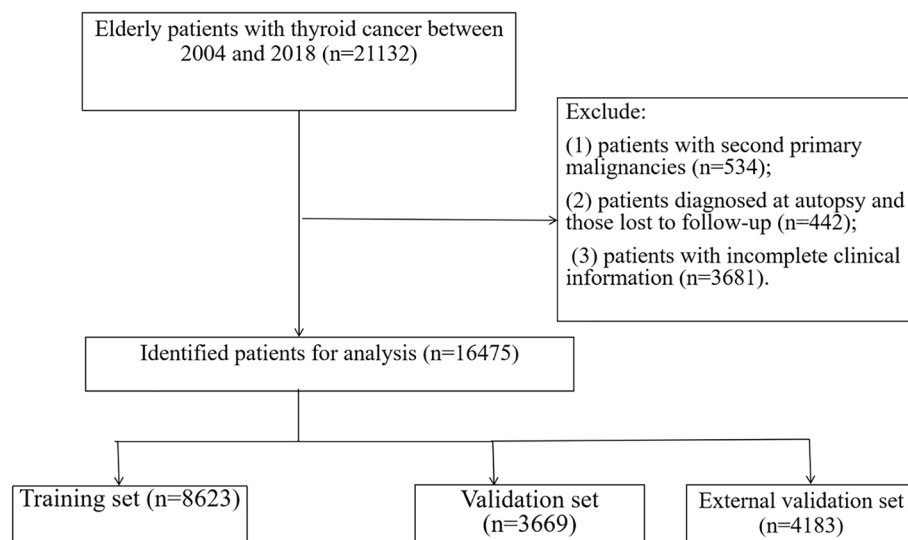 Elderly patients with thyroid cancer between
2004 and 2018 (n=21132)
Exclude:
(1) patients with second primary
malignancies (n=534);
(2) patients diagnosed at autopsy and
those lost to follow-up (n=442);
(3) patients with incomplete clinical
information (n=3681).
Identified patients for analysis (n=16475)
Training set (n=8623)
Validation set
(n=3669)
External validation set
(n=4183)